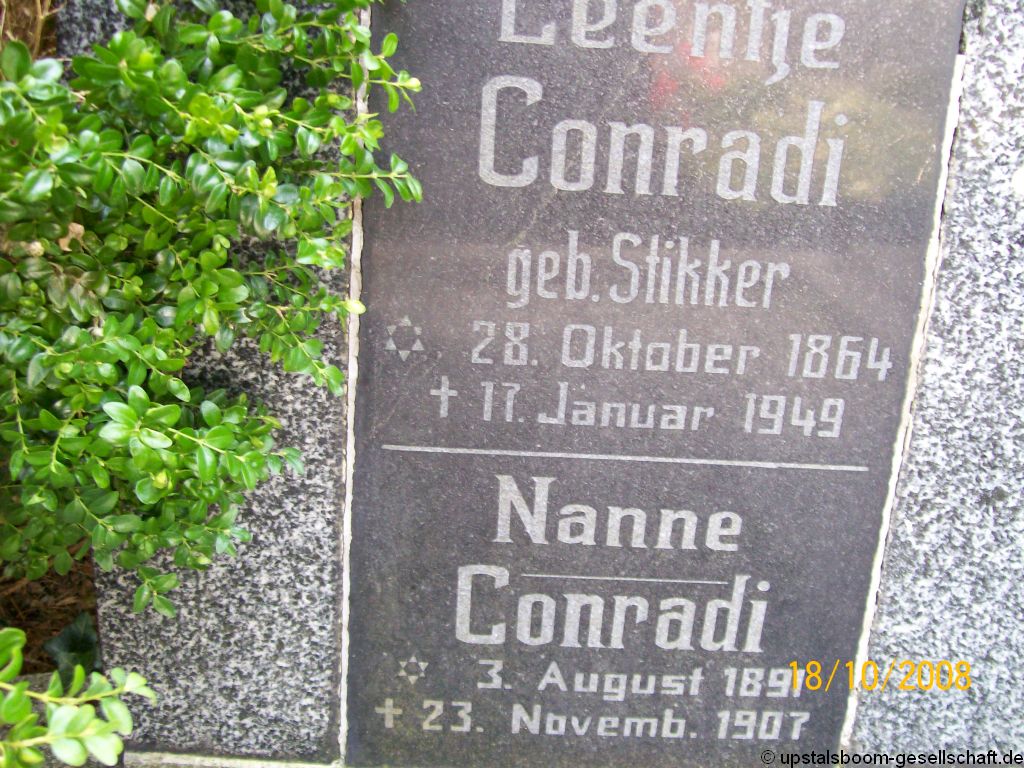 Leentje
Conradi
geb. Stikker
✡ 28. Oktober 1864
✝ 17. Januar 1949
Nanne
Conradi
✡ 3. August 1891
✝ 23. Novemb. 1907
18/10/2008
© upstalsboom-gesellschaft.de